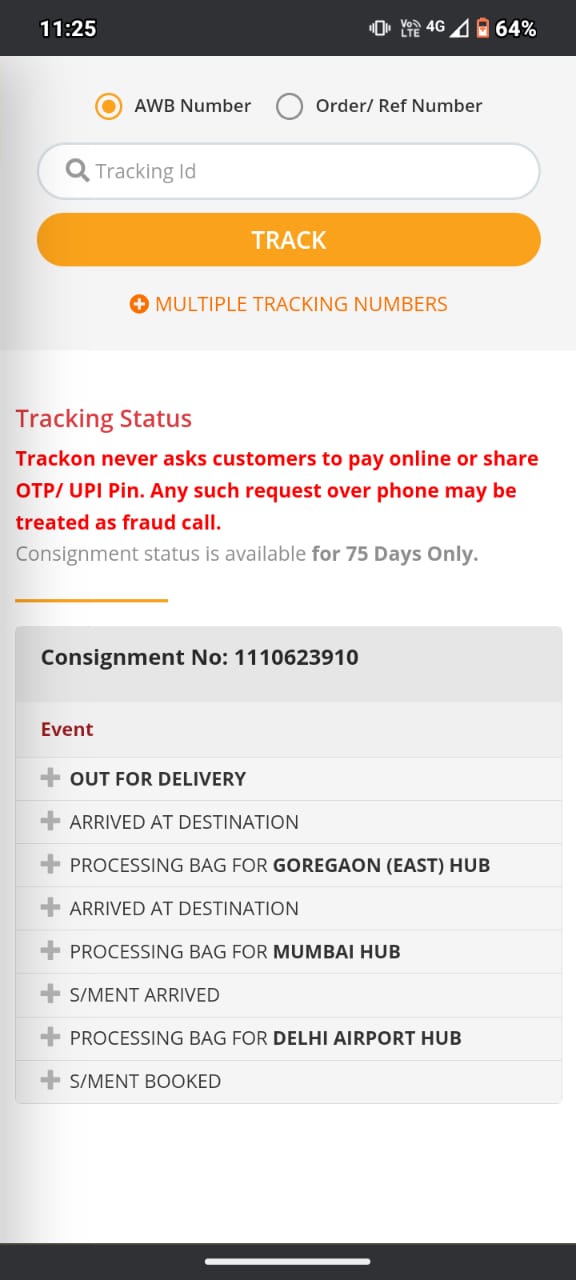 11:25
Vo)) LTE 4G 64%
AWB Number Order/ Ref Number
Tracking Id
TRACK
MULTIPLE TRACKING NUMBERS
Tracking Status
Trackon never asks customers to pay online or share
OTP/ UPI Pin. Any such request over phone may be
treated as fraud call.
Consignment status is available for 75 Days Only.
Consignment No: 1110623910
Event
OUT FOR DELIVERY
ARRIVED AT DESTINATION
PROCESSING BAG FOR GOREGAON (EAST) HUB
ARRIVED AT DESTINATION
PROCESSING BAG FOR MUMBAI HUB
S/MENT ARRIVED
PROCESSING BAG FOR DELHI AIRPORT HUB
S/MENT BOOKED